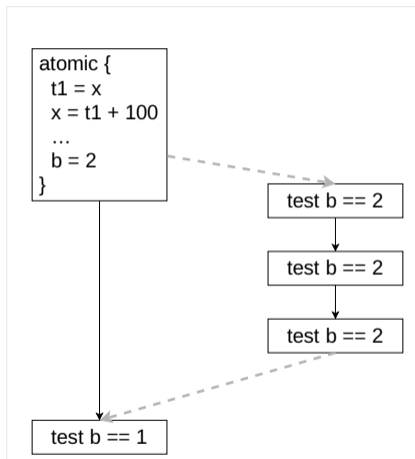 atomic {
t1 = x
x = t1 + 100
...
b = 2
}
test b == 2
test b == 2
test b == 2
test b == 1